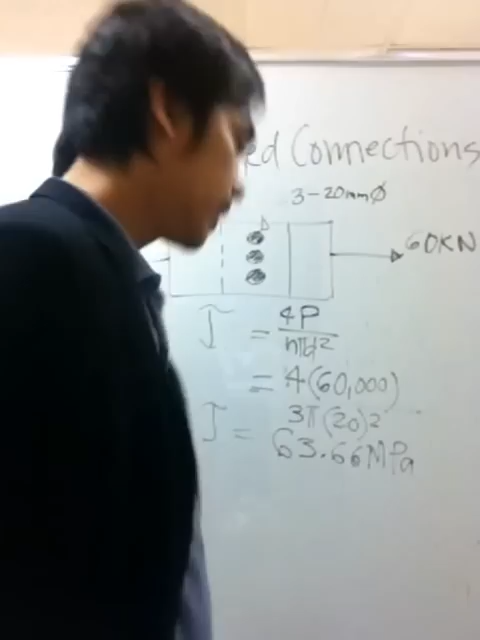 Connections
3-20mmØ
60KN
τ = 4P
nπd²
= 4(60,000)
3π(20)²
τ = 63.66MPa